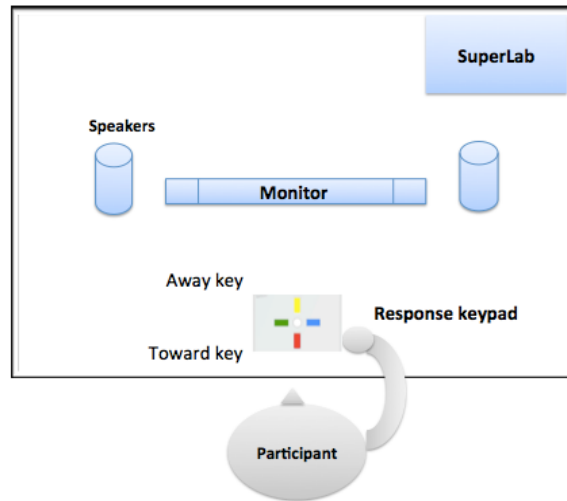 SuperLab
Speakers
Monitor
Away key
Response keypad
Toward key
Participant